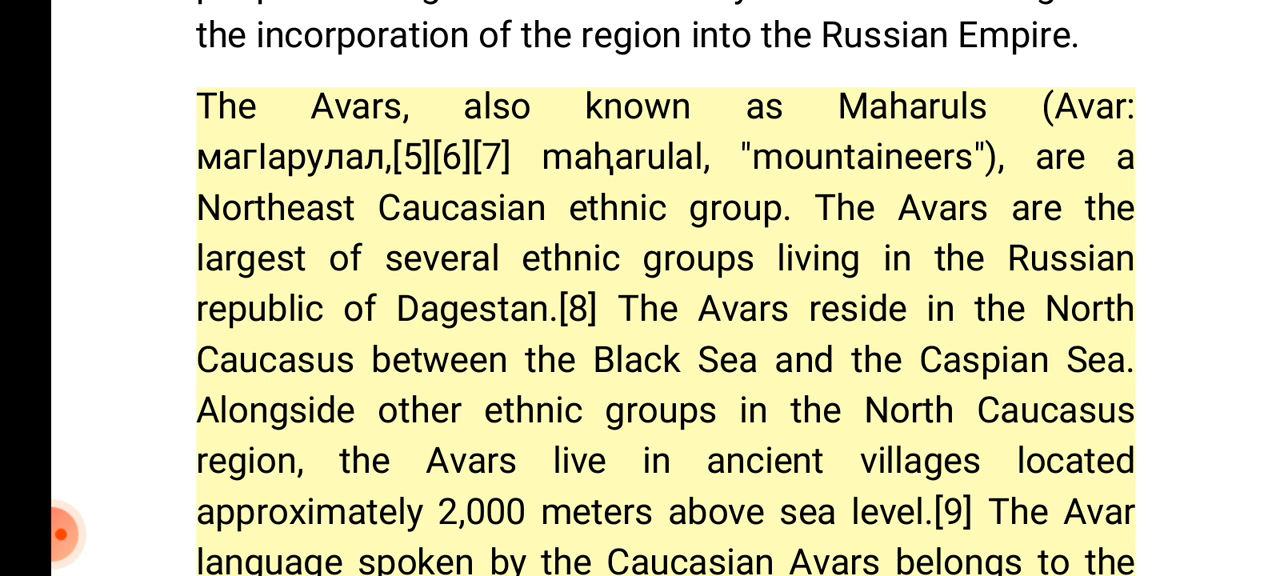 the incorporation of the region into the Russian Empire.
The Avars, also known as Maharuls (Avar:
магӀарулал,[5][6][7] maⱨarulal, "mountaineers"), are a
Northeast Caucasian ethnic group. The Avars are the
largest of several ethnic groups living in the Russian
republic of Dagestan.[8] The Avars reside in the North
Caucasus between the Black Sea and the Caspian Sea.
Alongside other ethnic groups in the North Caucasus
region, the Avars live in ancient villages located
approximately 2,000 meters above sea level.[9] The Avar
language spoken by the Caucasian Avars belongs to the